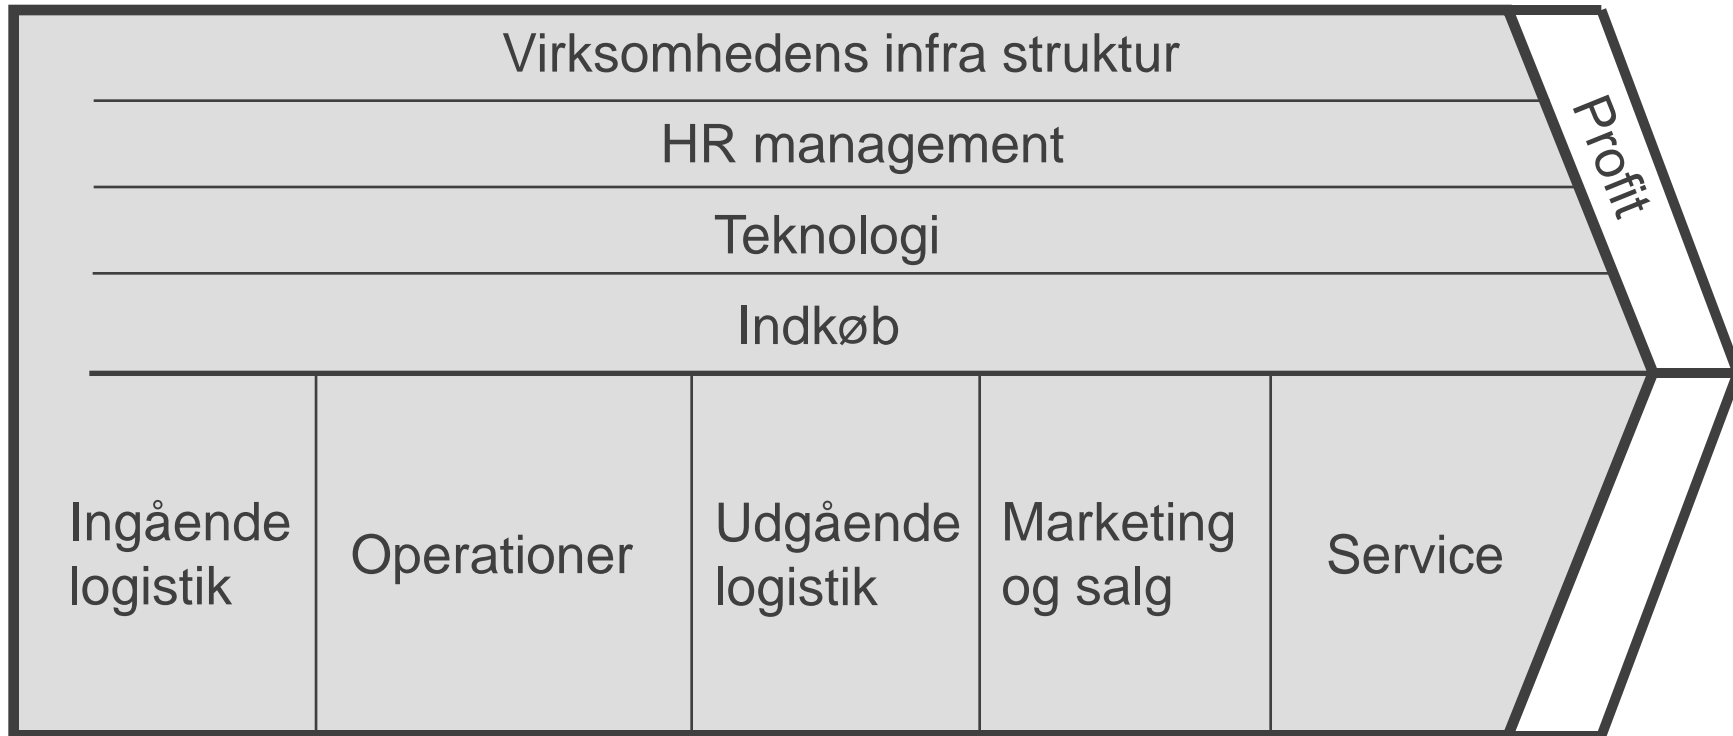 Virksomhedens infra struktur
HR management
Teknologi
Indkøb
Profit
Ingående
logistik
Operationer
Udgående
logistik
Marketing
og salg
Service